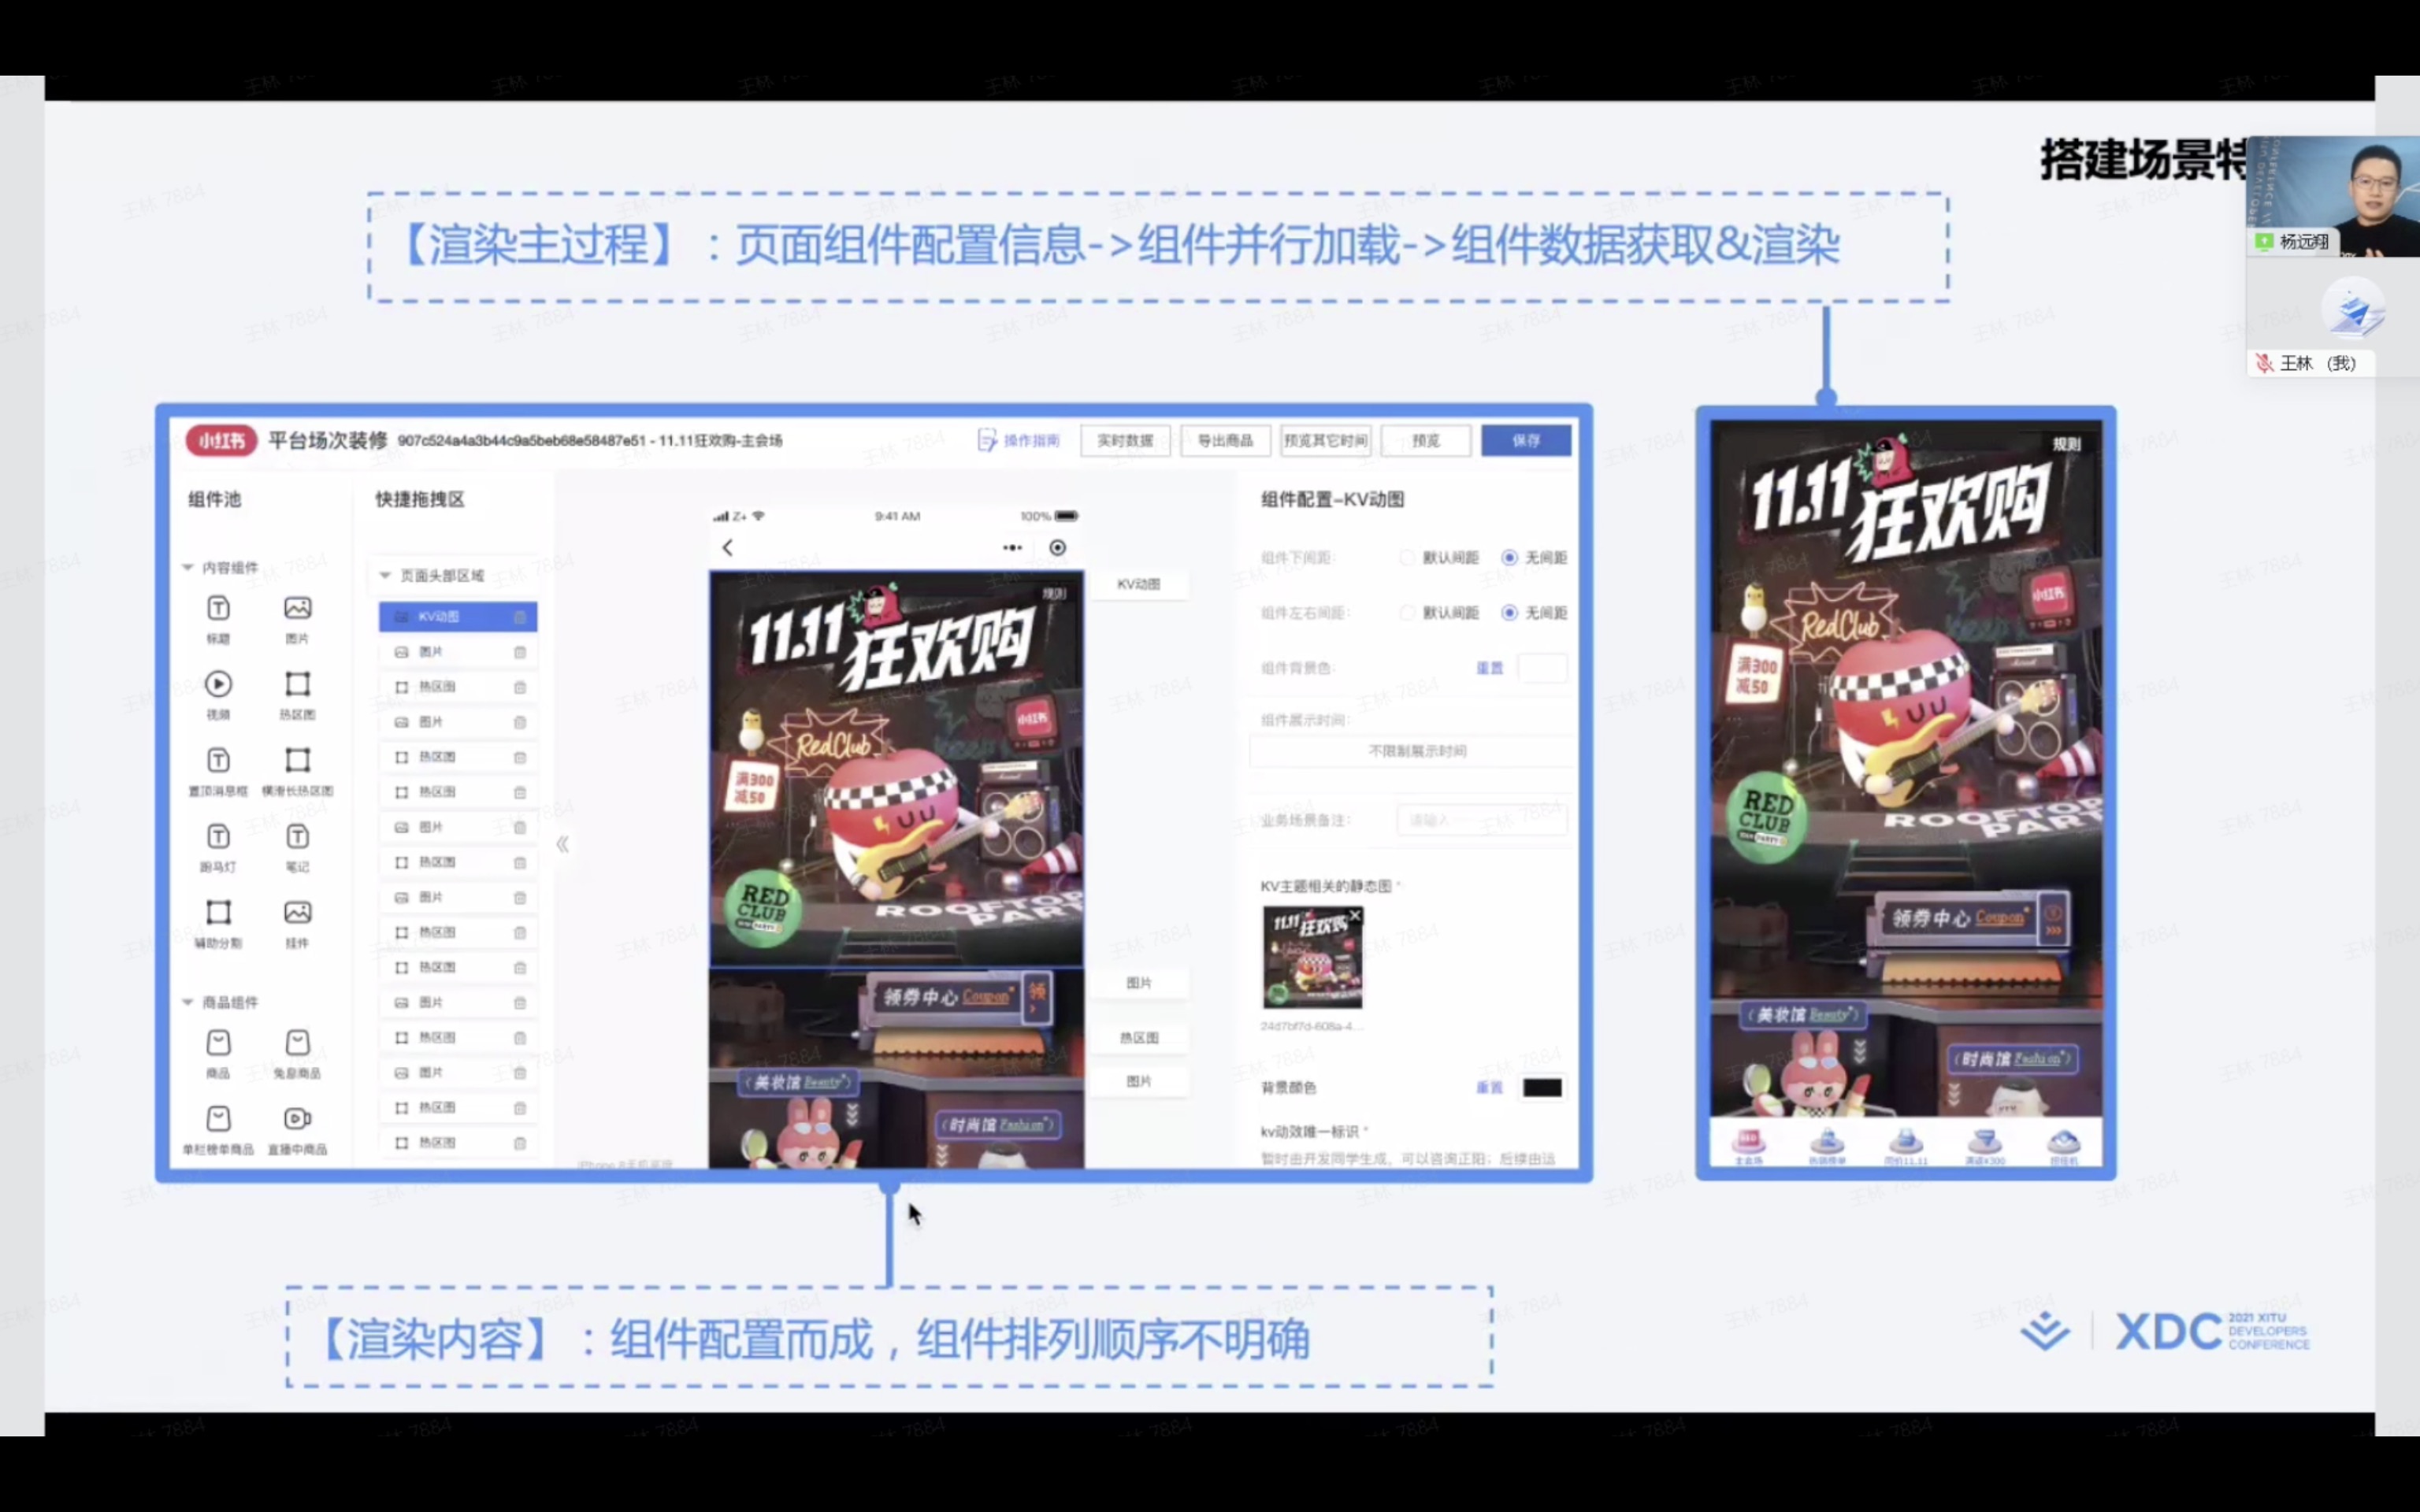 搭建场景特
【渲染主过程】：页面组件配置信息->组件并行加载->组件数据获取&渲染
杨远翔
王林 （我）
小红书 平台场次装修 907c524a4a3b44c9a5beb68e58487e51 - 11.11狂欢购-主会场
操作指南 实时数据 导出商品 预览其它时间 预览 保存
组件池
内容组件
标题 图片
视频 热区图
置顶消息框 横滑长热区图
跑马灯 笔记
辅助分割 挂件
商品组件
商品 免息商品
单栏榜单商品 直播中商品
快捷拖拽区
页面头部区域
KV动图
图片
热区图
图片
热区图
热区图
图片
热区图
图片
热区图
热区图
图片
热区图
图片
热区图
热区图
9:41 AM 100%
规则
11.11
狂欢购
小红书
RedClub
满300
减50
RED
CLUB
ROOFTOP
PART
领券中心 Coupon 领
美妆馆 Beauty
时尚馆 Fashion
KV动图
图片
热区图
图片
组件配置-KV动图
组件下间距: 默认间距 无间距
组件左右间距: 默认间距 无间距
组件背景色: 重置
组件展示时间:
不限制展示时间
业务场景备注: 请输入
KV主题相关的静态图 *
11.11 狂欢购
24d7bf7d-608a-4...
背景颜色 重置
kv动效唯一标识 *
暂时由开发同学生成，可以咨询正阳；后续由运
规则
11.11
狂欢购
小红书
RedClub
满300
减50
RED
CLUB
ROOFTOP
PART
领券中心 Coupon
美妆馆 Beauty
时尚馆 Fashion
主会场
【渲染内容】：组件配置而成，组件排列顺序不明确
XDC 2021 XITU
DEVELOPERS
CONFERENCE
王林 7884